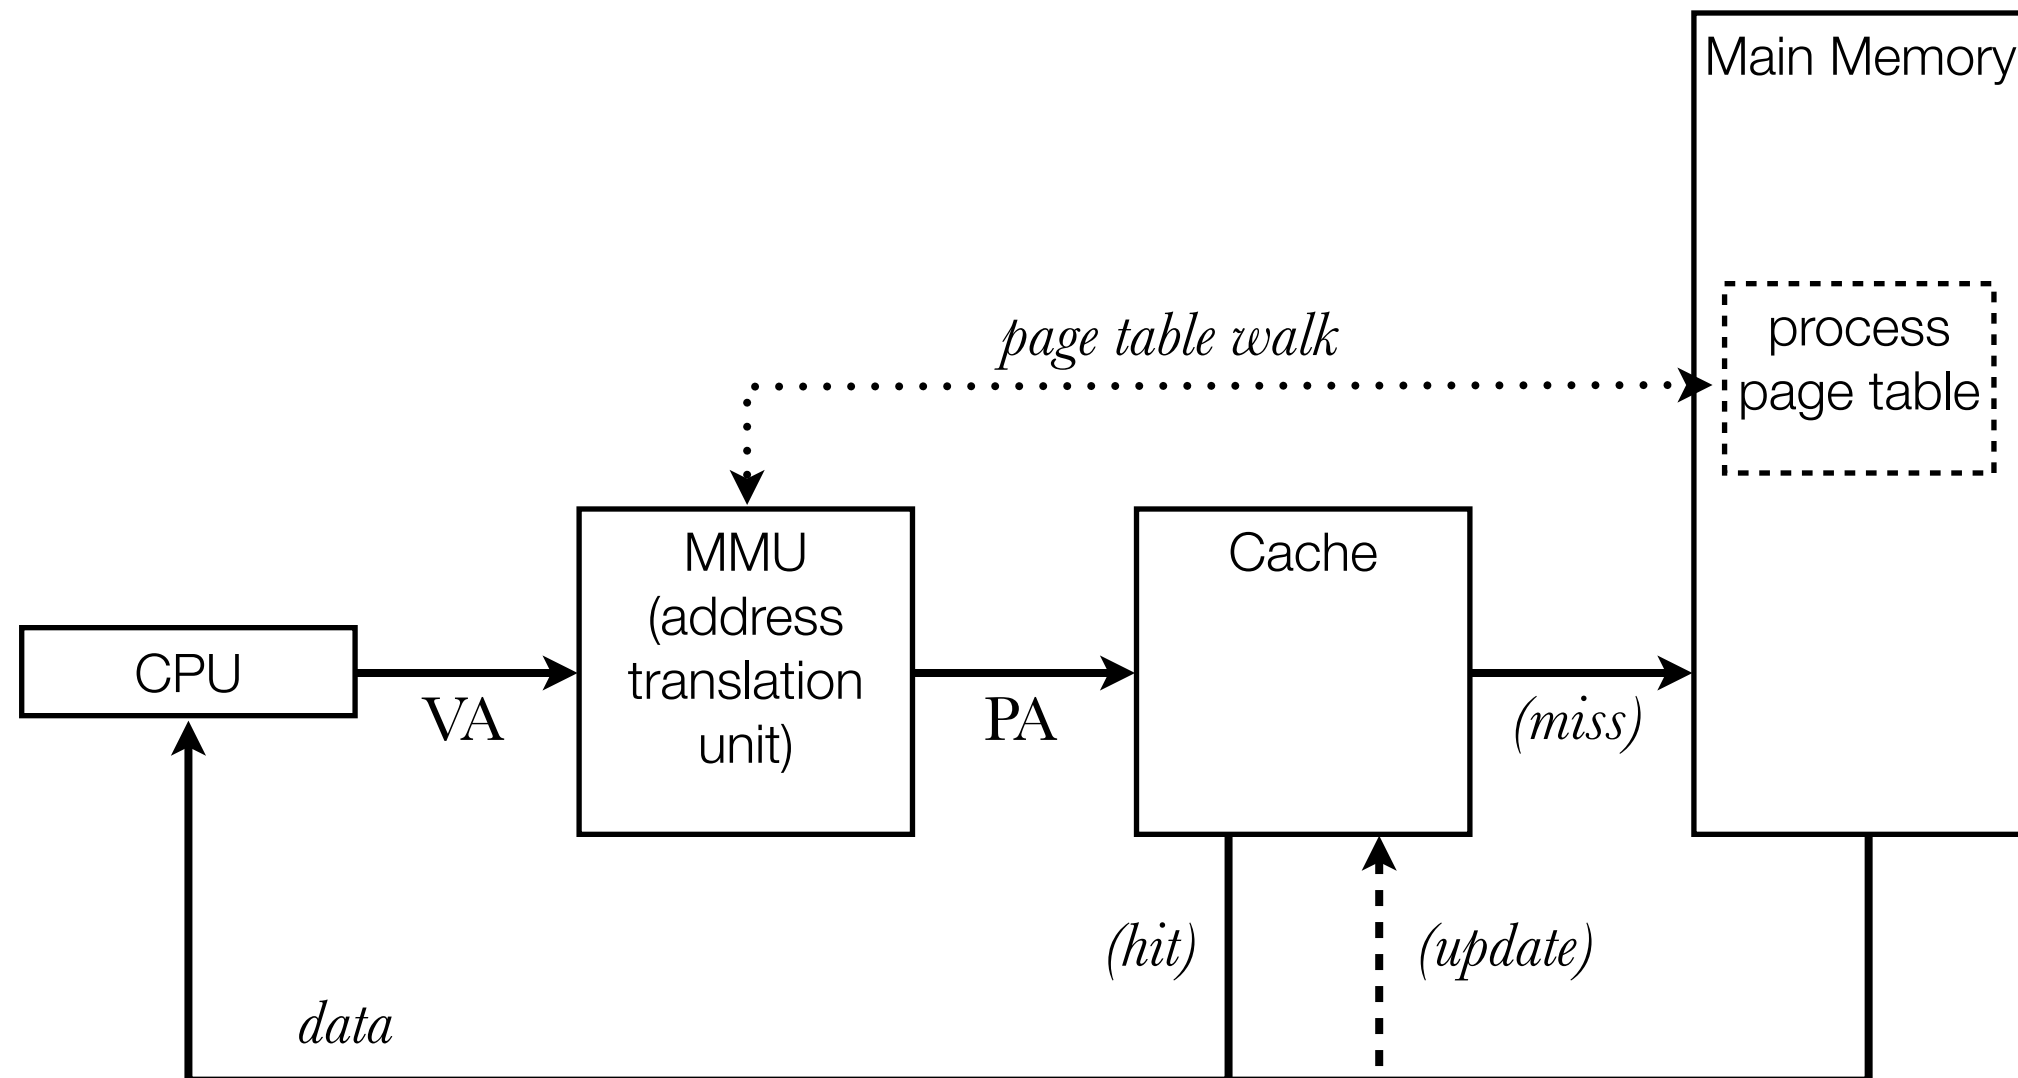 Main Memory
process
page table
page table walk
MMU
(address
translation
unit)
Cache
CPU
VA
PA
(miss)
(hit)
(update)
data